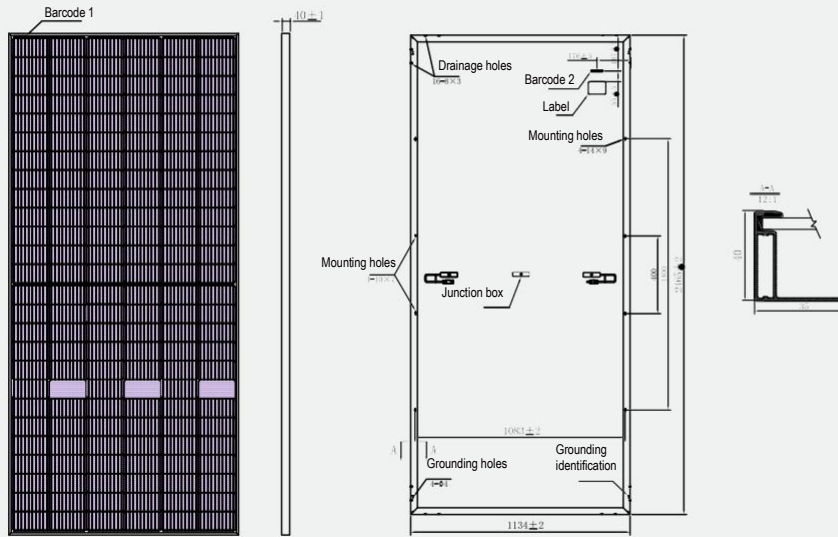 Barcode 1
40±1
Drainage holes
16-8×3
Barcode 2
Label
Mounting holes
4-14×9
Mounting holes
Junction box
400
1400
1083±2
A
A
Grounding holes
Grounding
identification
1134±2
A-A
12:1
40
35